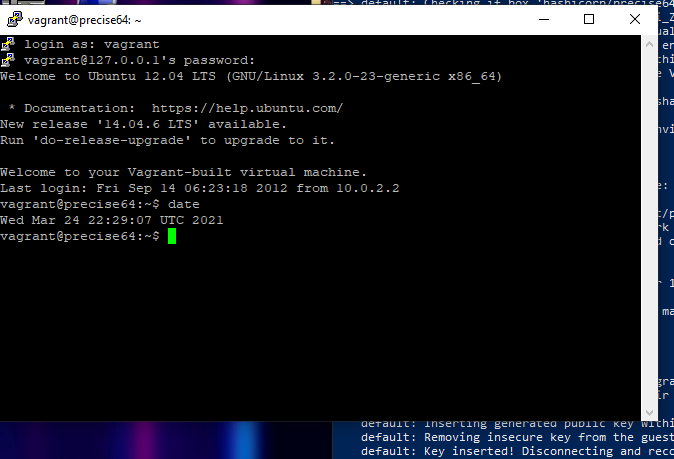 ==> default: Checking if box 'hashicorp/precise64
vagrant@precise64: ~
login as: vagrant
vagrant@127.0.0.1's password:
Welcome to Ubuntu 12.04 LTS (GNU/Linux 3.2.0-23-generic x86_64)
* Documentation:  https://help.ubuntu.com/
New release '14.04.6 LTS' available.
Run 'do-release-upgrade' to upgrade to it.
Welcome to your Vagrant-built virtual machine.
Last login: Fri Sep 14 06:23:18 2012 from 10.0.2.2
vagrant@precise64:~$ date
Wed Mar 24 22:29:07 UTC 2021
vagrant@precise64:~$
default: Inserting generated public key within
default: Removing insecure key from the guest
default: Key inserted! Disconnecting and reco